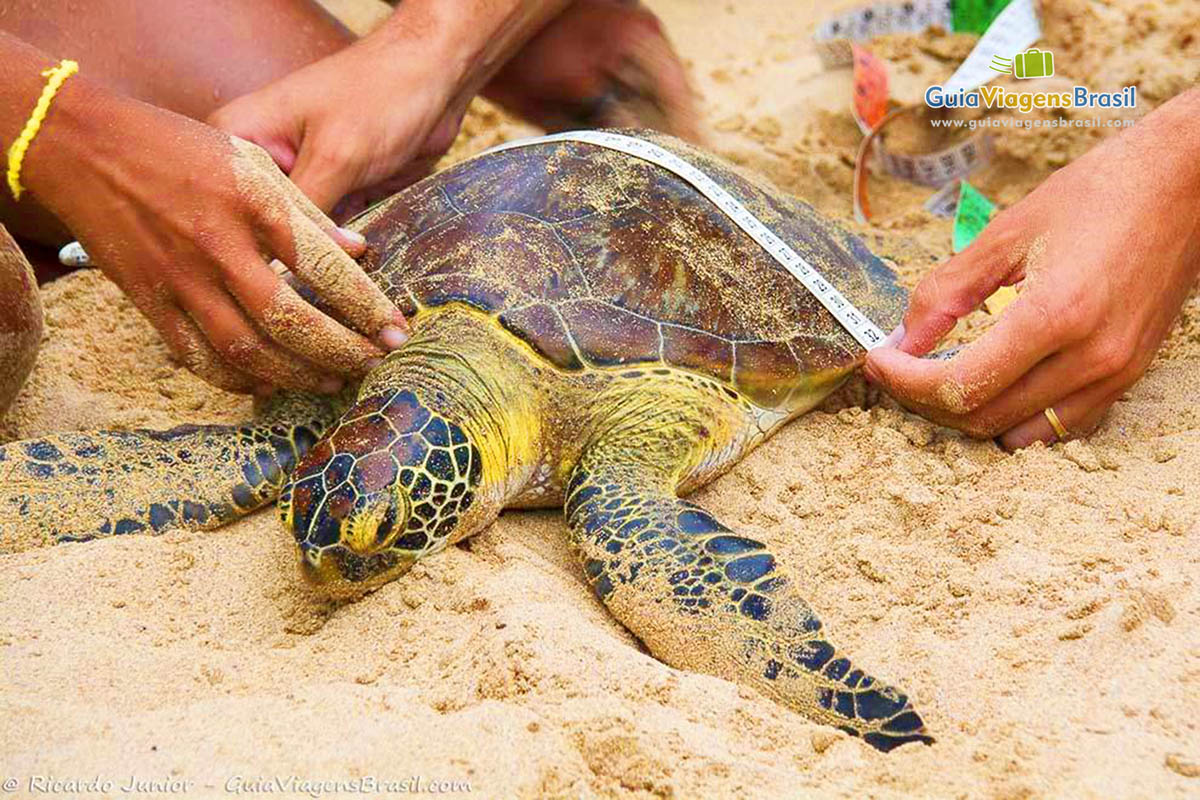 GuiaViagensBrasil
www.guiaviagensbrasil.com
@ Ricardo Junior - GuiaViagensBrasil.com